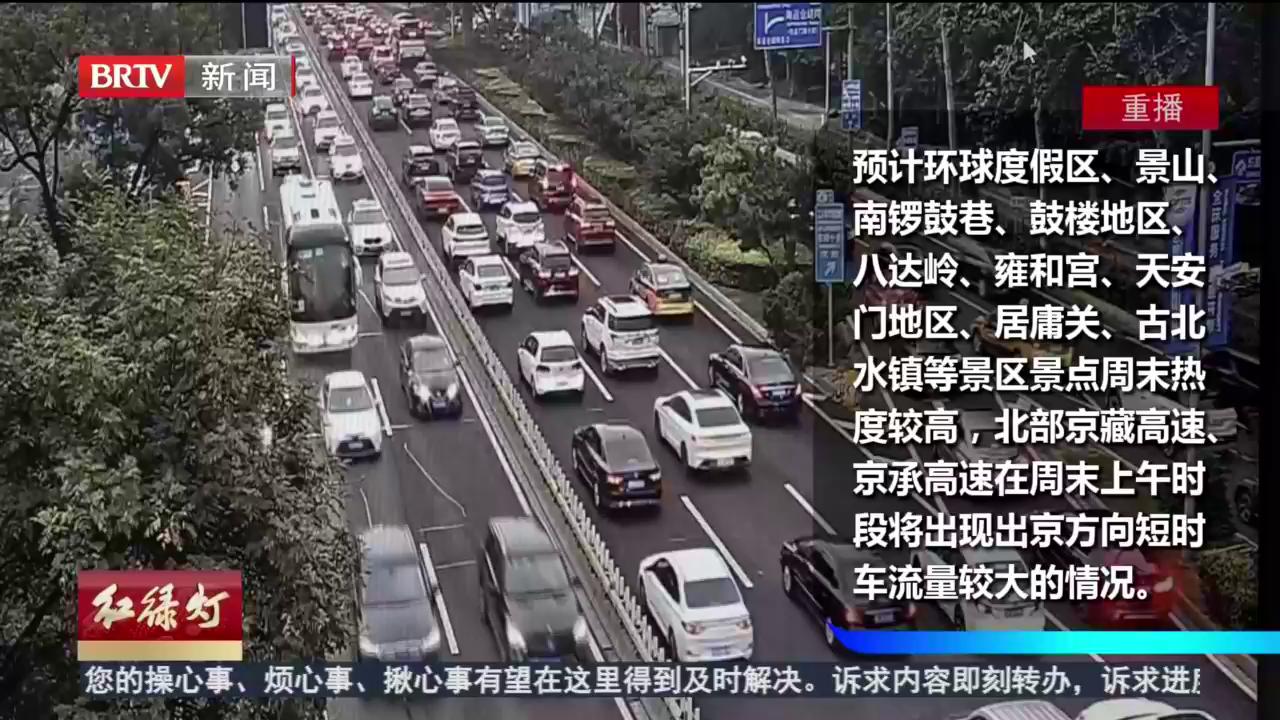 BRTV 新闻
重播
预计环球度假区、景山、
南锣鼓巷、鼓楼地区、
八达岭、雍和宫、天安
门地区、居庸关、古北
水镇等景区景点周末热
度较高，北部京藏高速、
京承高速在周末上午时
段将出现出京方向短时
车流量较大的情况。
红绿灯
您的操心事、烦心事、揪心事有望在这里得到及时解决。诉求内容即刻转办，诉求进